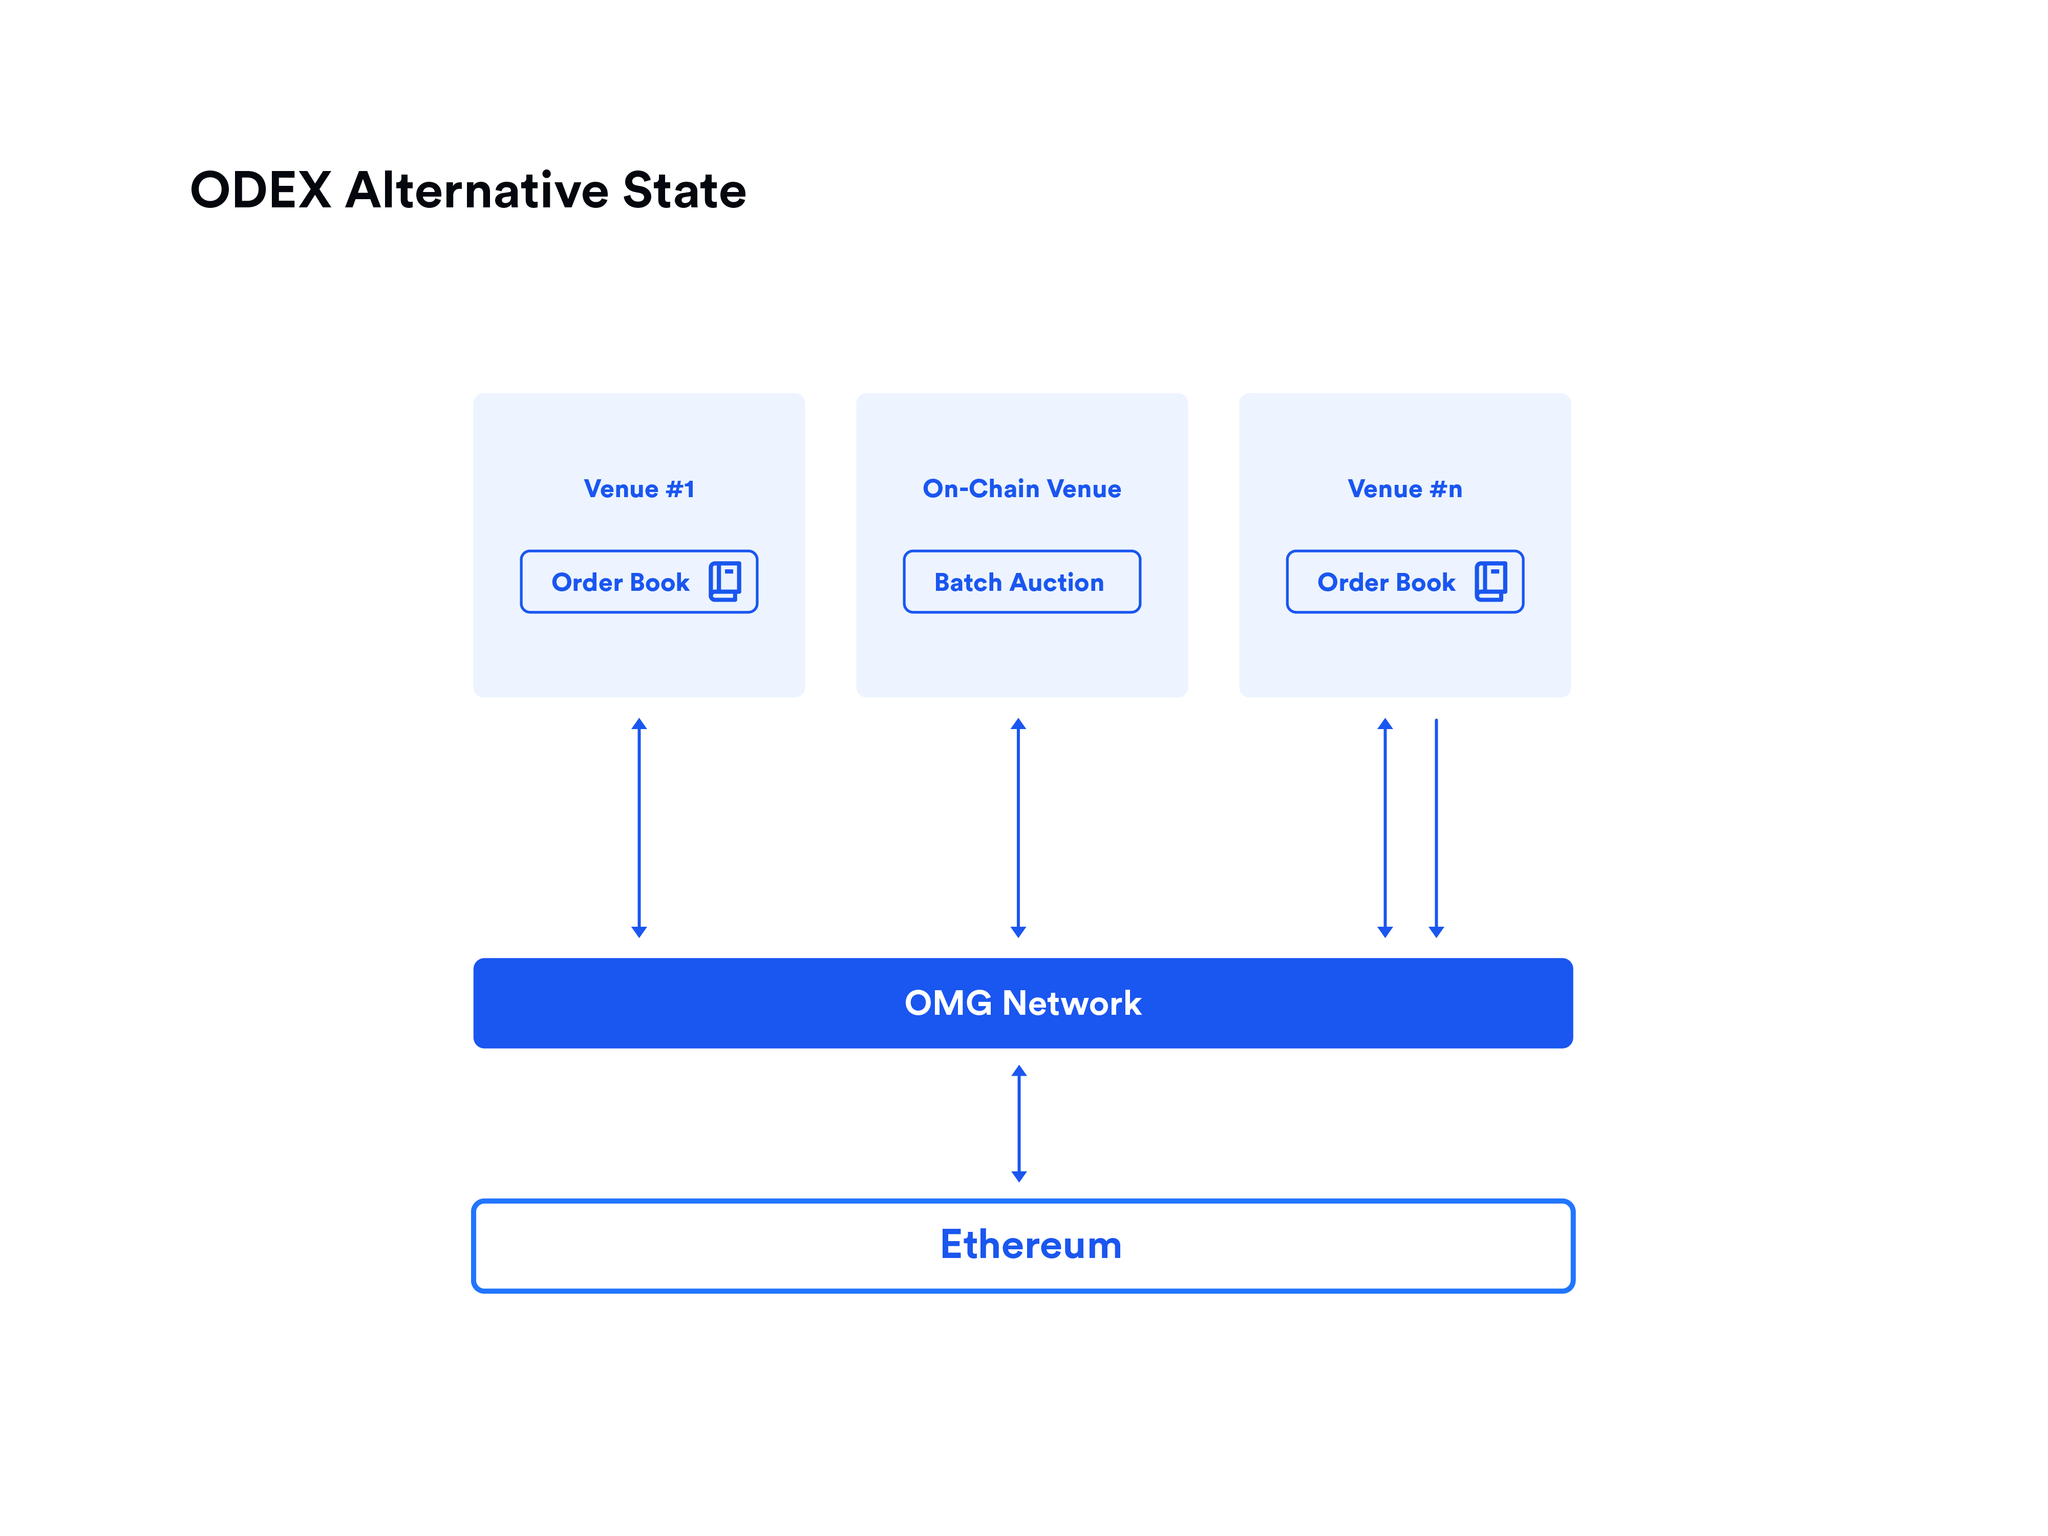 ODEX Alternative State
Venue #1
On-Chain Venue
Venue #n
Order Book
Batch Auction
Order Book
OMG Network
Ethereum